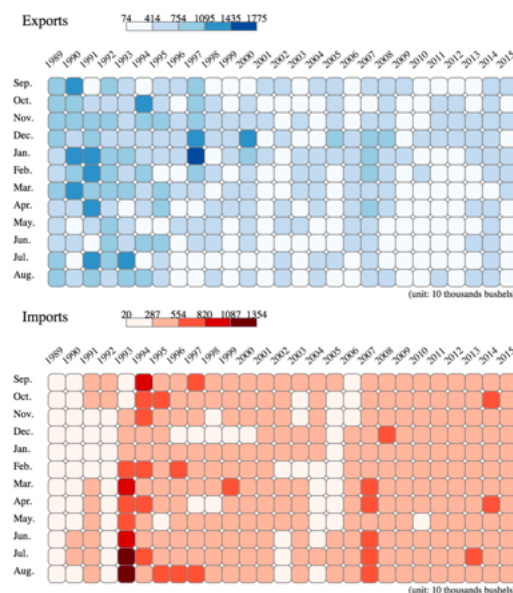 Exports
74 414 754 1095 1435 1775
1989 1990 1991 1992 1993 1994 1995 1996 1997 1998 1999 2000 2001 2002 2003 2004 2005 2006 2007 2008 2009 2010 2011 2012 2013 2014 2015
Sep.
Oct.
Nov.
Dec.
Jan.
Feb.
Mar.
Apr.
May.
Jun.
Jul.
Aug.
(unit: 10 thousands bushels)
Imports
20 287 554 820 1087 1354
1989 1990 1991 1992 1993 1994 1995 1996 1997 1998 1999 2000 2001 2002 2003 2004 2005 2006 2007 2008 2009 2010 2011 2012 2013 2014 2015
Sep.
Oct.
Nov.
Dec.
Jan.
Feb.
Mar.
Apr.
May.
Jun.
Jul.
Aug.
(unit: 10 thousands bushels)